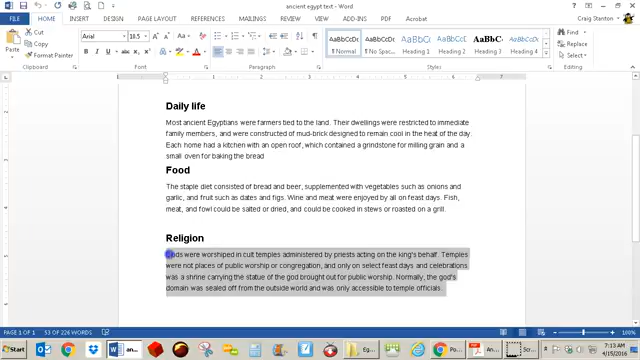 ancient egypt text - Word
FILE HOME INSERT DESIGN PAGE LAYOUT REFERENCES MAILINGS REVIEW VIEW ADD-INS PDF Acrobat Craig Stanton
Cut Arial 10.5 Find
Copy Replace
Paste Format Painter Select
AaBbCcDc AaBbCcDc AaBbC AaBbCc AaBbCc AaBbCcD
¶ Normal ¶ No Spac... Heading 1 Heading 2 Heading 3 Heading 4
Clipboard Font Paragraph Styles Editing
Daily life
Most ancient Egyptians were farmers tied to the land. Their dwellings were restricted to immediate
family members, and were constructed of mud-brick designed to remain cool in the heat of the day.
Each home had a kitchen with an open roof, which contained a grindstone for milling grain and a
small oven for baking the bread
Food
The staple diet consisted of bread and beer, supplemented with vegetables such as onions and
garlic, and fruit such as dates and figs. Wine and meat were enjoyed by all on feast days. Fish,
meat, and fowl could be salted or dried, and could be cooked in stews or roasted on a grill.
Religion
Gods were worshiped in cult temples administered by priests acting on the king's behalf. Temples
were not places of public worship or congregation, and only on select feast days and celebrations
was a shrine carrying the statue of the god brought out for public worship. Normally, the god's
domain was sealed off from the outside world and was only accessible to temple officials.
PAGE 1 OF 1 53 OF 226 WORDS 100%
Start an... Eg... Po... An... Scr... 7:13 AM
4/15/2016